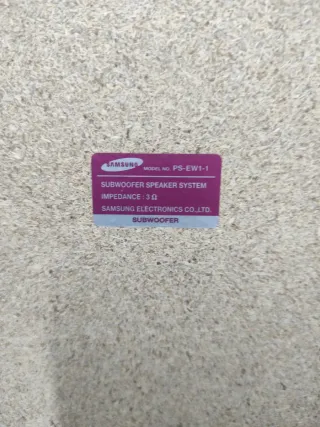 SAMSUNG MODEL NO. PS-EW1-1
SUBWOOFER SPEAKER SYSTEM
IMPEDANCE : 3 Ω
SAMSUNG ELECTRONICS CO.,LTD.
SUBWOOFER